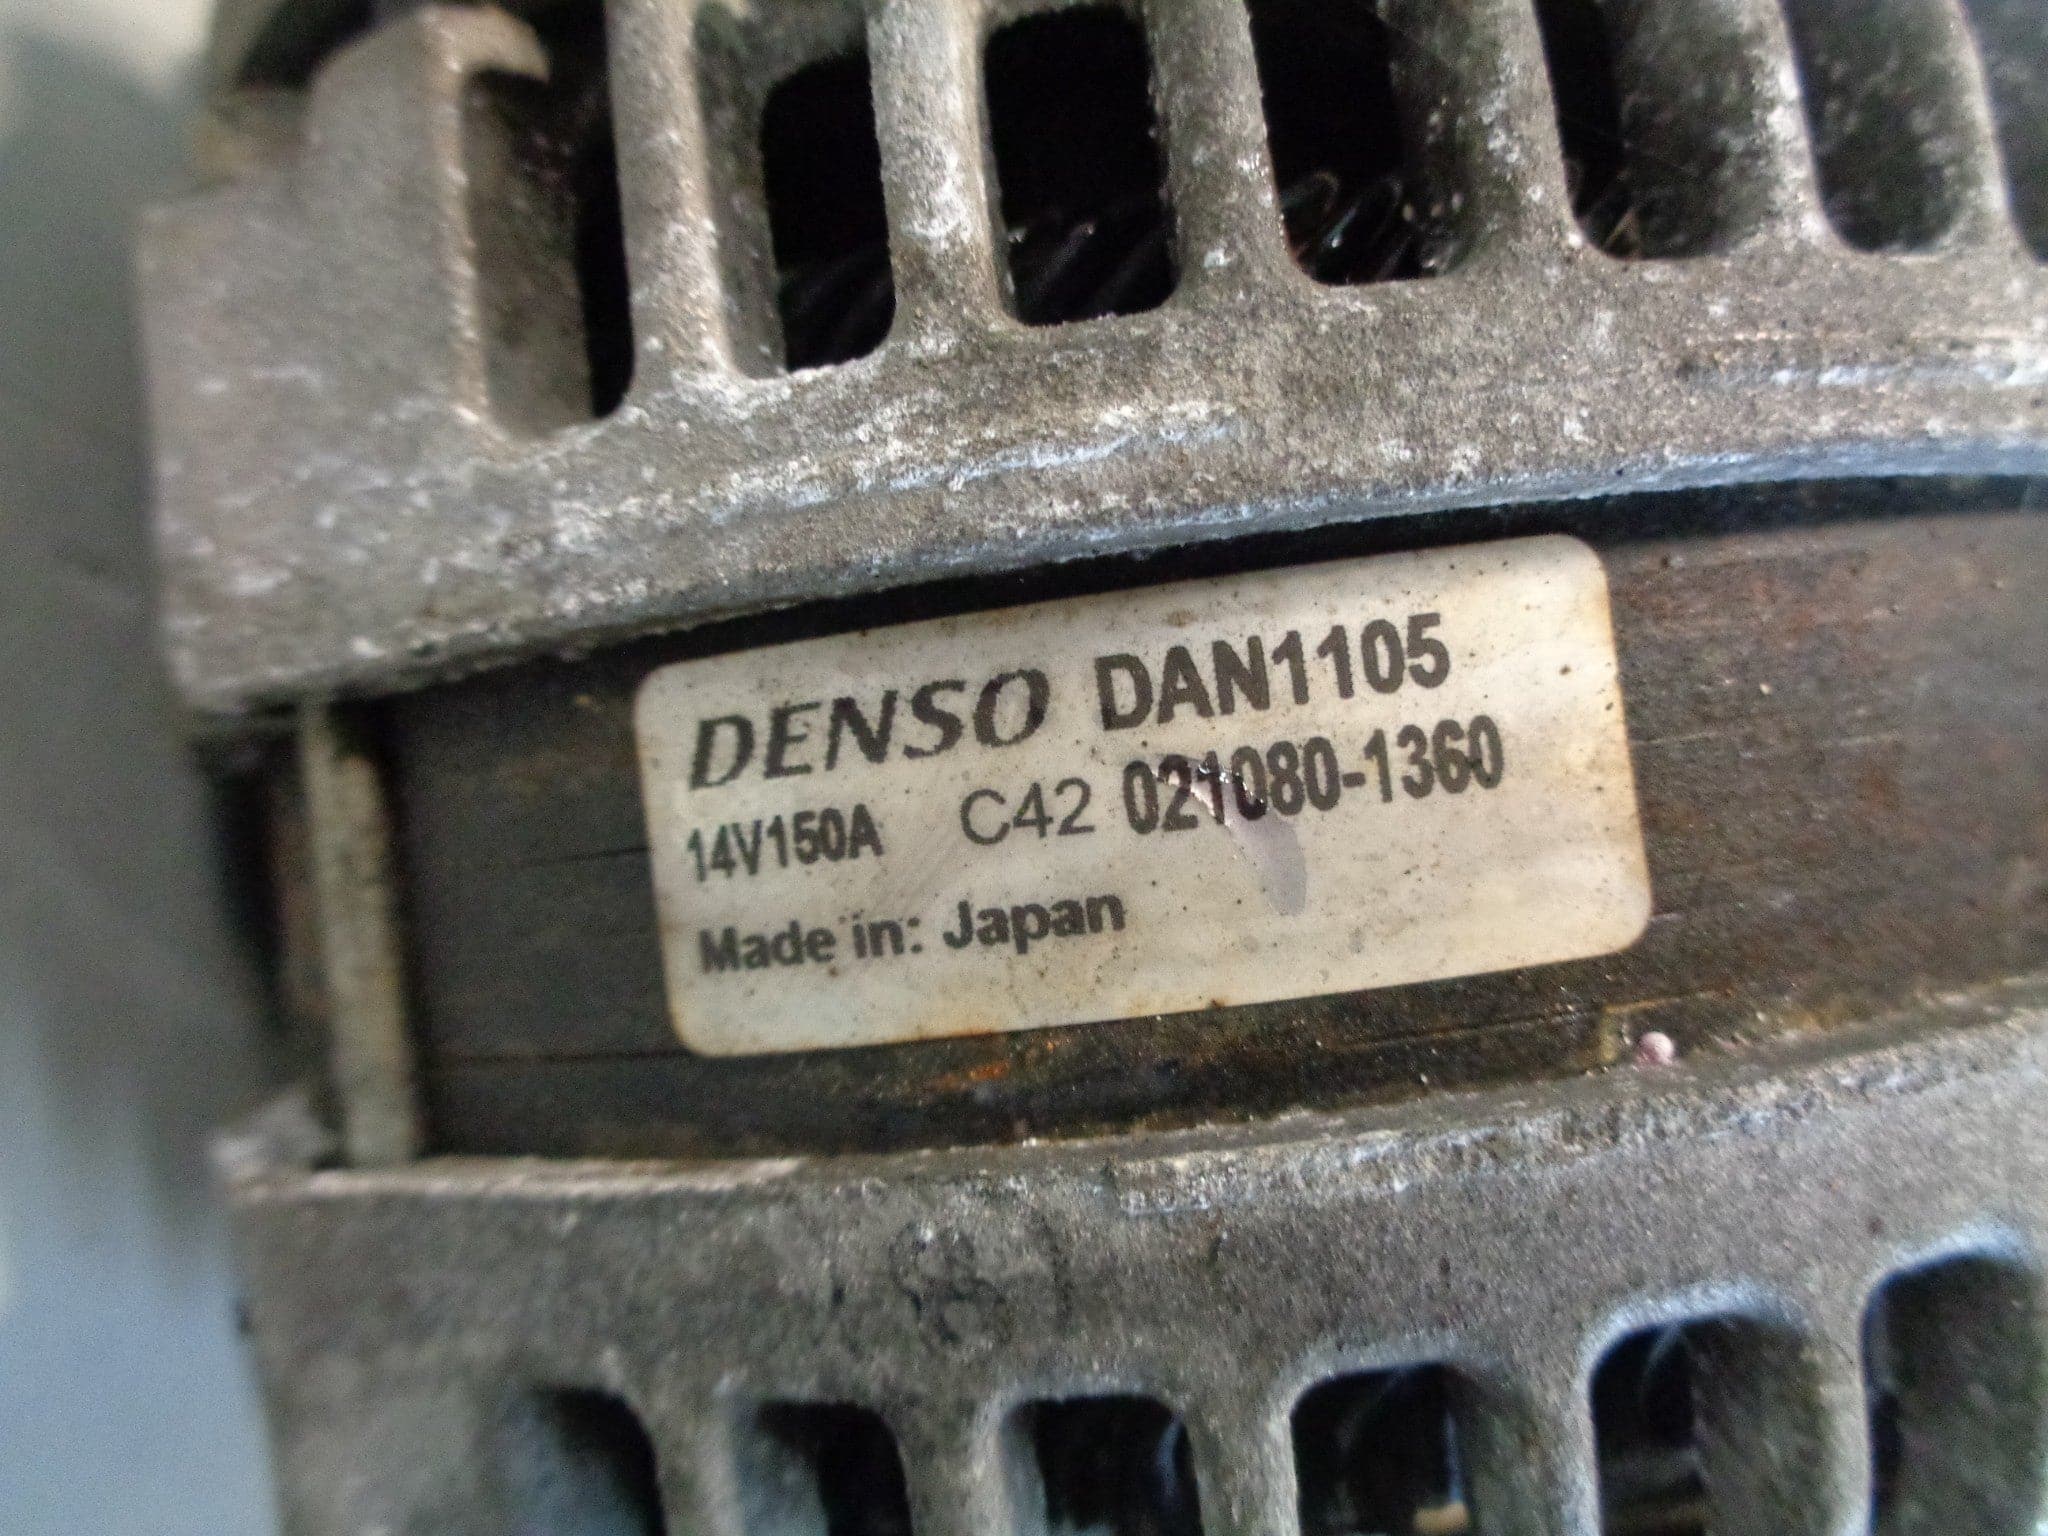 DENSO DAN1105
14V150A C42 021080-1360
Made in: Japan